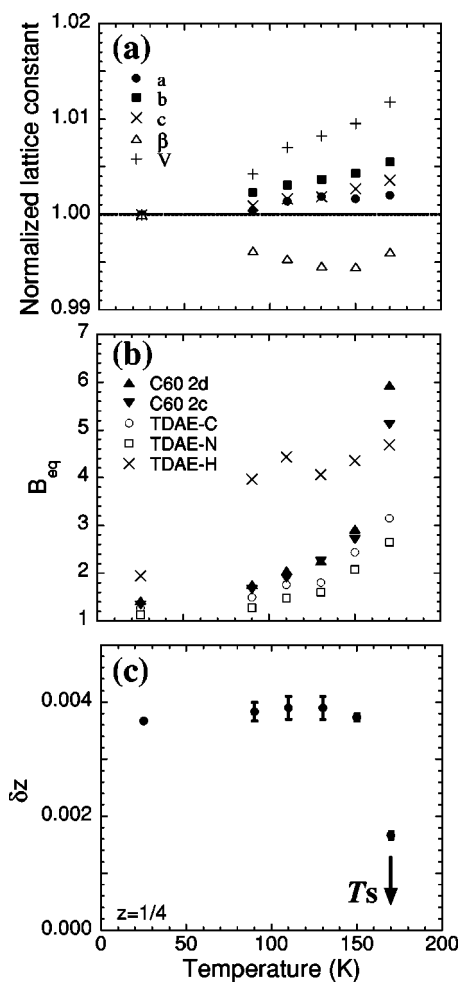 1.02
(a)
a
b
c
β
V
1.01
1.00
0.99
Normalized lattice constant
7
(b)
C60 2d
C60 2c
TDAE-C
TDAE-N
TDAE-H
6
5
4
3
2
1
B_eq
(c)
0.004
0.002
0.000
δz
Ts
z=1/4
0 50 100 150 200
Temperature (K)